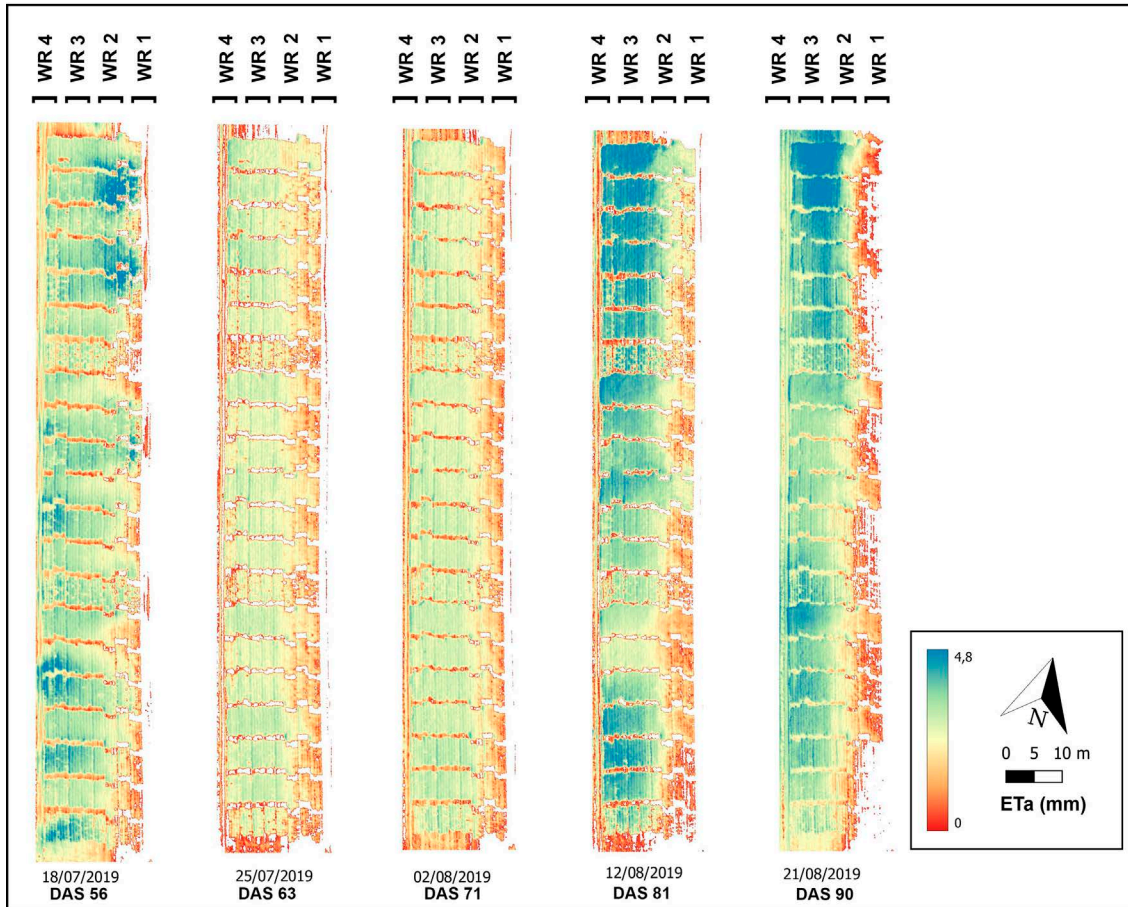 WR 4 WR 3 WR 2 WR 1
WR 4 WR 3 WR 2 WR 1
WR 4 WR 3 WR 2 WR 1
WR 4 WR 3 WR 2 WR 1
WR 4 WR 3 WR 2 WR 1
18/07/2019
DAS 56
25/07/2019
DAS 63
02/08/2019
DAS 71
12/08/2019
DAS 81
21/08/2019
DAS 90
4,8
0
N
0 5 10 m
ETa (mm)